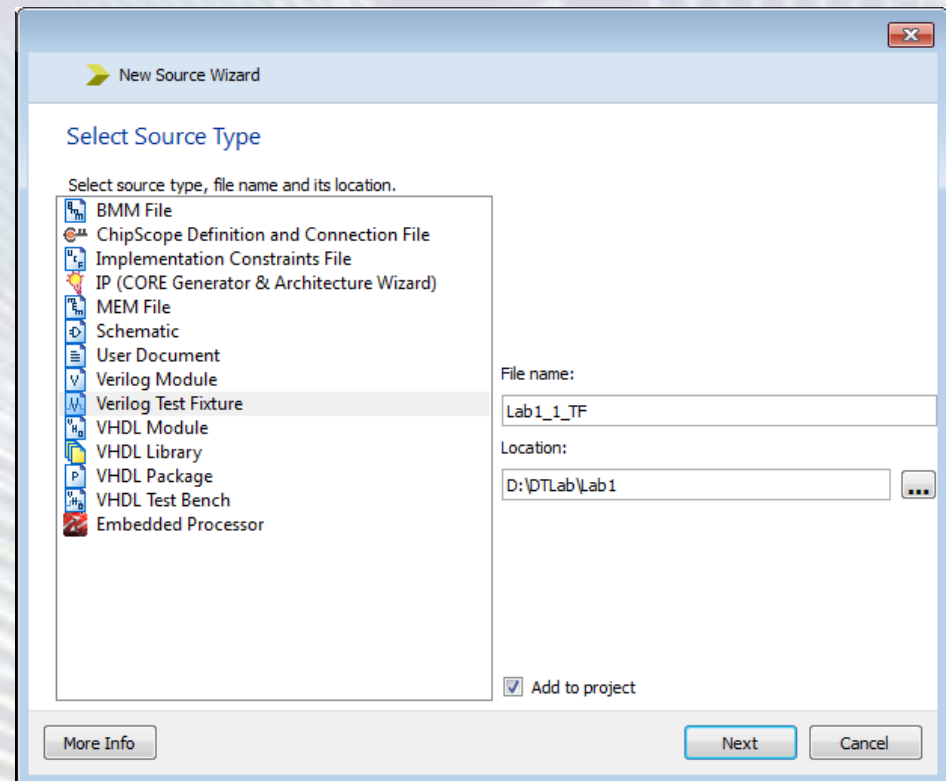 New Source Wizard
Select Source Type
Select source type, file name and its location.
BMM File
ChipScope Definition and Connection File
Implementation Constraints File
IP (CORE Generator & Architecture Wizard)
MEM File
Schematic
User Document
Verilog Module
Verilog Test Fixture
VHDL Module
VHDL Library
VHDL Package
VHDL Test Bench
Embedded Processor
File name:
Lab1_1_TF
Location:
D:\DTLab\Lab1
...
Add to project
More Info
Next
Cancel